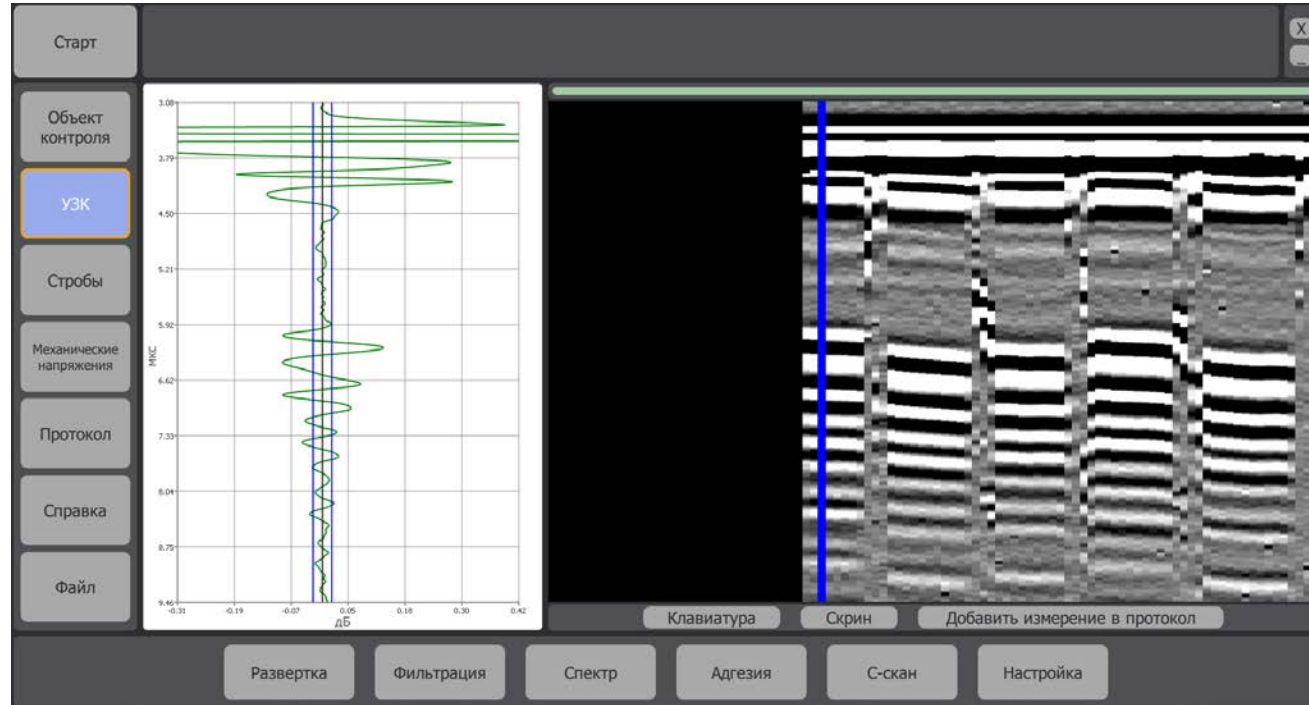 Старт
X
_
Объект
контроля
УЗК
Стробы
Механические
напряжения
Протокол
Справка
Файл
3.08
3.79
4.50
5.21
5.92
6.62
7.33
8.04
8.75
9.46
мкс
-0.31
-0.19
-0.07
0.05
0.18
0.30
0.42
дБ
Клавиатура
Скрин
Добавить измерение в протокол
Развертка
Фильтрация
Спектр
Адгезия
С-скан
Настройка